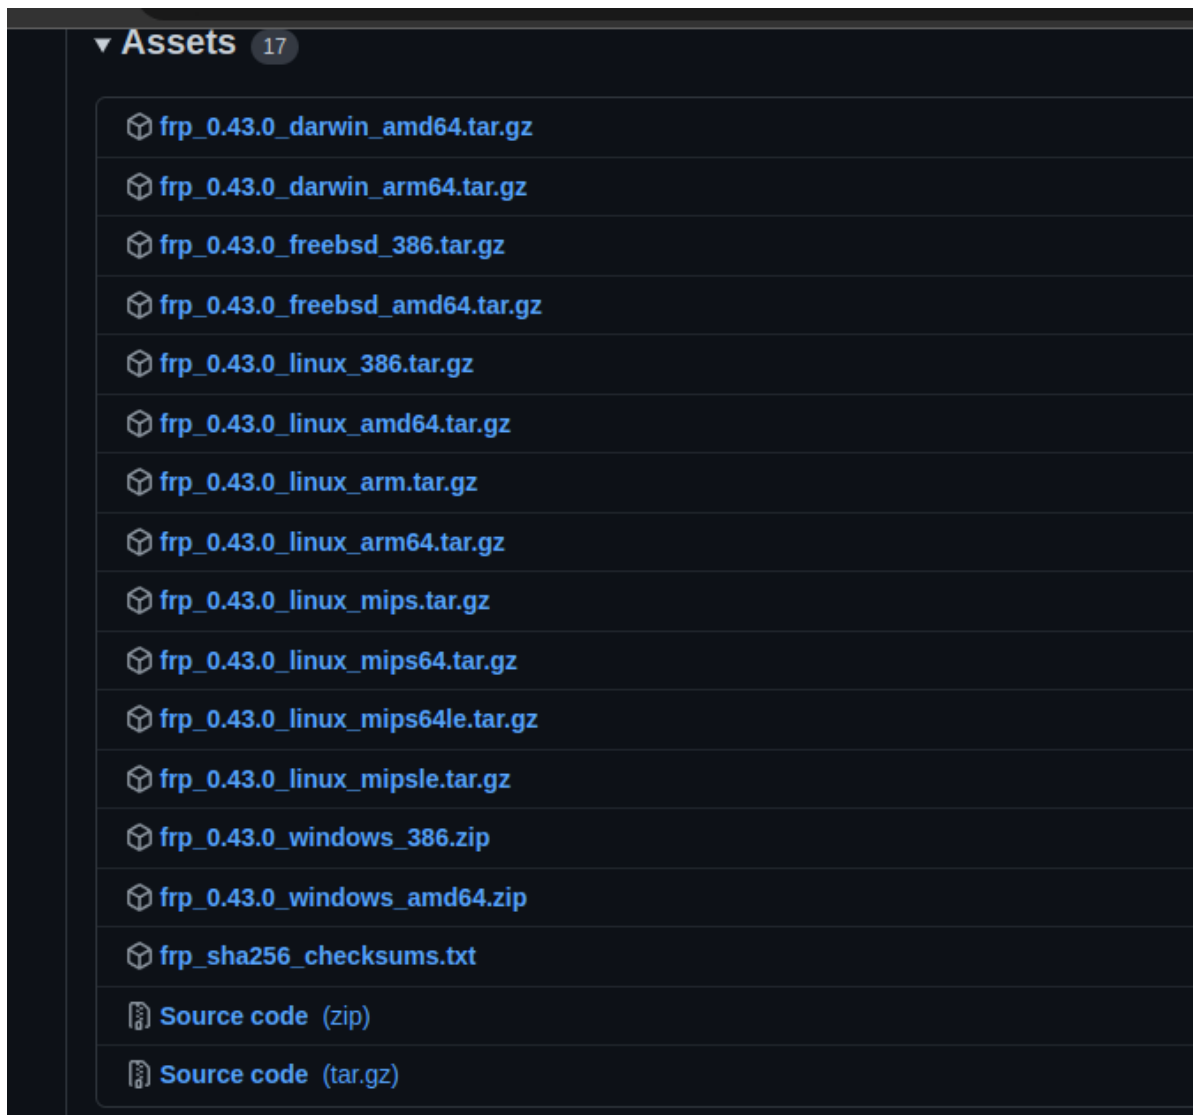 Assets 17
frp_0.43.0_darwin_amd64.tar.gz
frp_0.43.0_darwin_arm64.tar.gz
frp_0.43.0_freebsd_386.tar.gz
frp_0.43.0_freebsd_amd64.tar.gz
frp_0.43.0_linux_386.tar.gz
frp_0.43.0_linux_amd64.tar.gz
frp_0.43.0_linux_arm.tar.gz
frp_0.43.0_linux_arm64.tar.gz
frp_0.43.0_linux_mips.tar.gz
frp_0.43.0_linux_mips64.tar.gz
frp_0.43.0_linux_mips64le.tar.gz
frp_0.43.0_linux_mipsle.tar.gz
frp_0.43.0_windows_386.zip
frp_0.43.0_windows_amd64.zip
frp_sha256_checksums.txt
Source code (zip)
Source code (tar.gz)